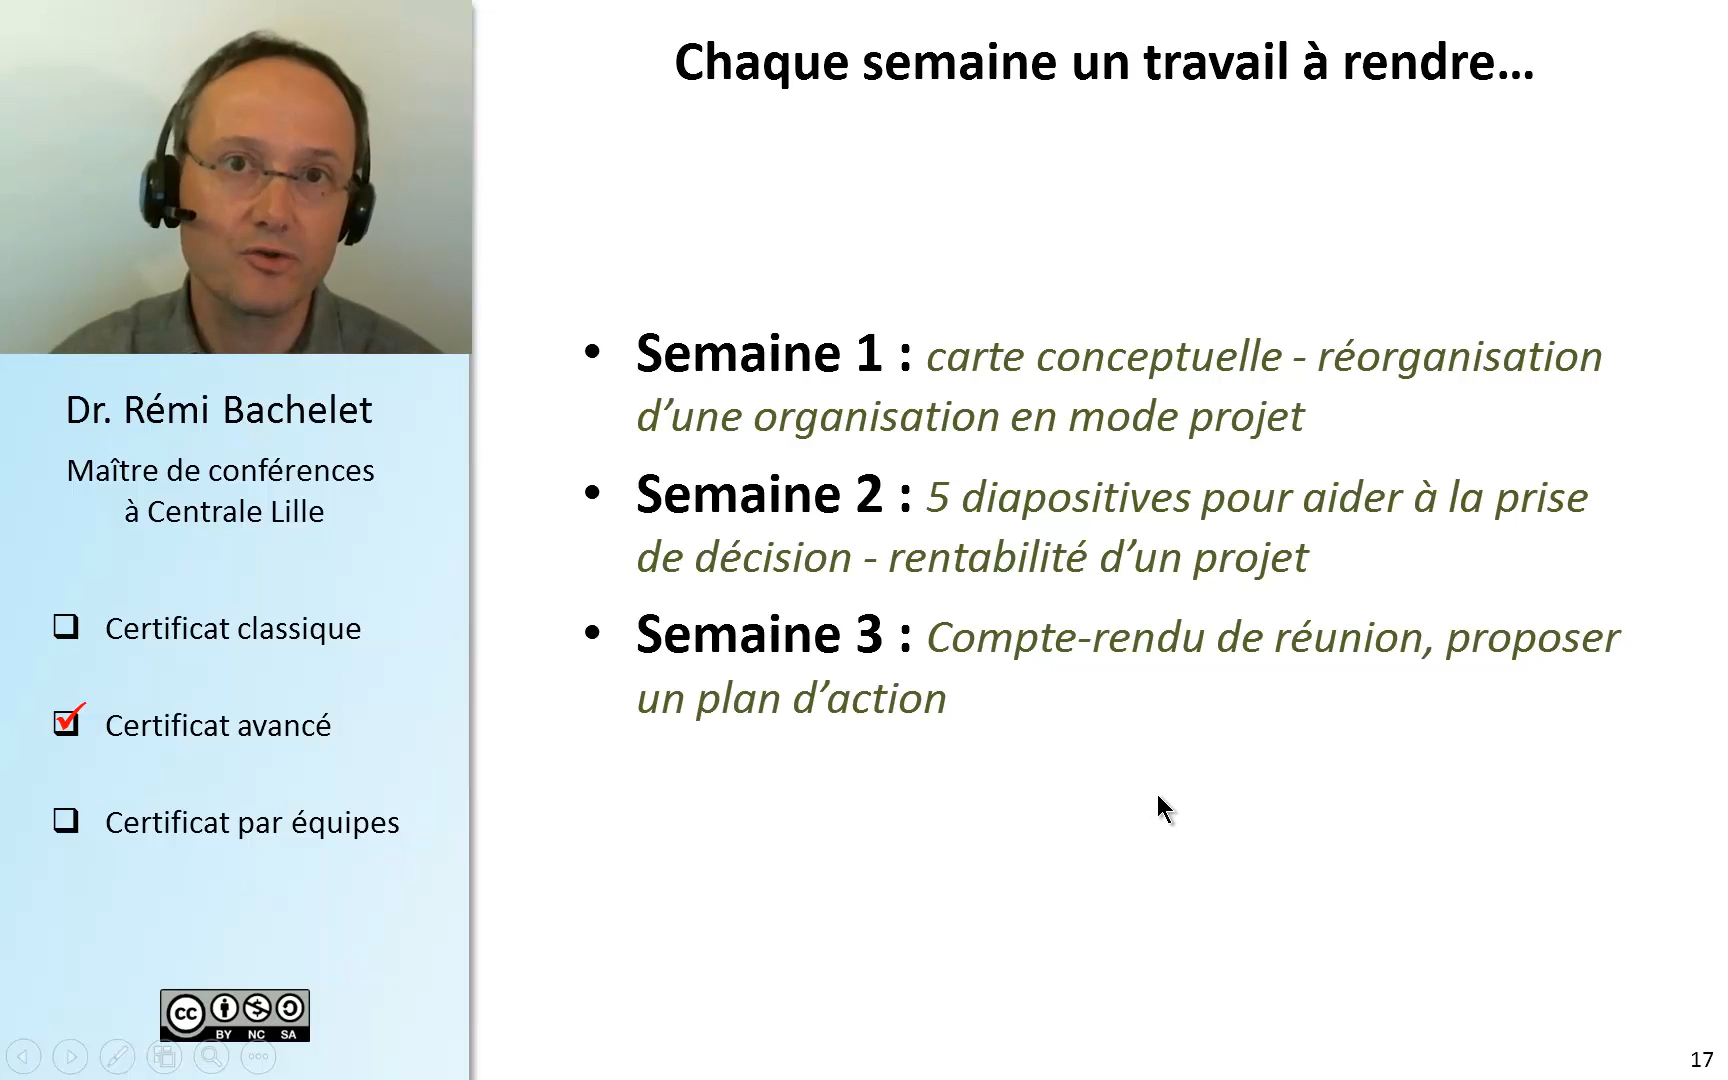 Chaque semaine un travail à rendre...
Dr. Rémi Bachelet
Maître de conférences
à Centrale Lille
Certificat classique
Certificat avancé
Certificat par équipes
cc
BY NC SA
• Semaine 1 : carte conceptuelle - réorganisation
d’une organisation en mode projet
• Semaine 2 : 5 diapositives pour aider à la prise
de décision - rentabilité d’un projet
• Semaine 3 : Compte-rendu de réunion, proposer
un plan d’action
17